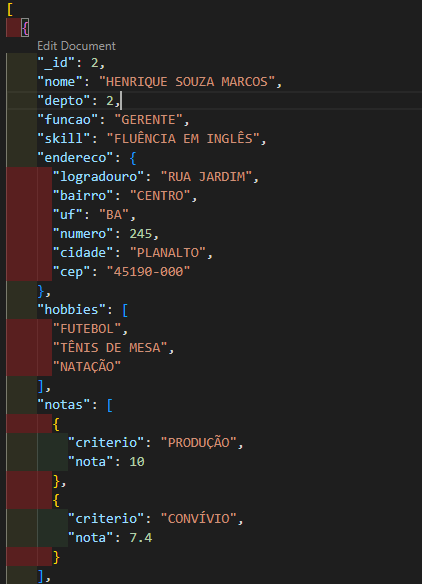 [
{
Edit Document
"_id": 2,
"nome": "HENRIQUE SOUZA MARCOS",
"depto": 2,
"funcao": "GERENTE",
"skill": "FLUÊNCIA EM INGLÊS",
"endereco": {
"logradouro": "RUA JARDIM",
"bairro": "CENTRO",
"uf": "BA",
"numero": 245,
"cidade": "PLANALTO",
"cep": "45190-000"
},
"hobbies": [
"FUTEBOL",
"TÊNIS DE MESA",
"NATAÇÃO"
],
"notas": [
{
"criterio": "PRODUÇÃO",
"nota": 10
},
{
"criterio": "CONVÍVIO",
"nota": 7.4
}
],